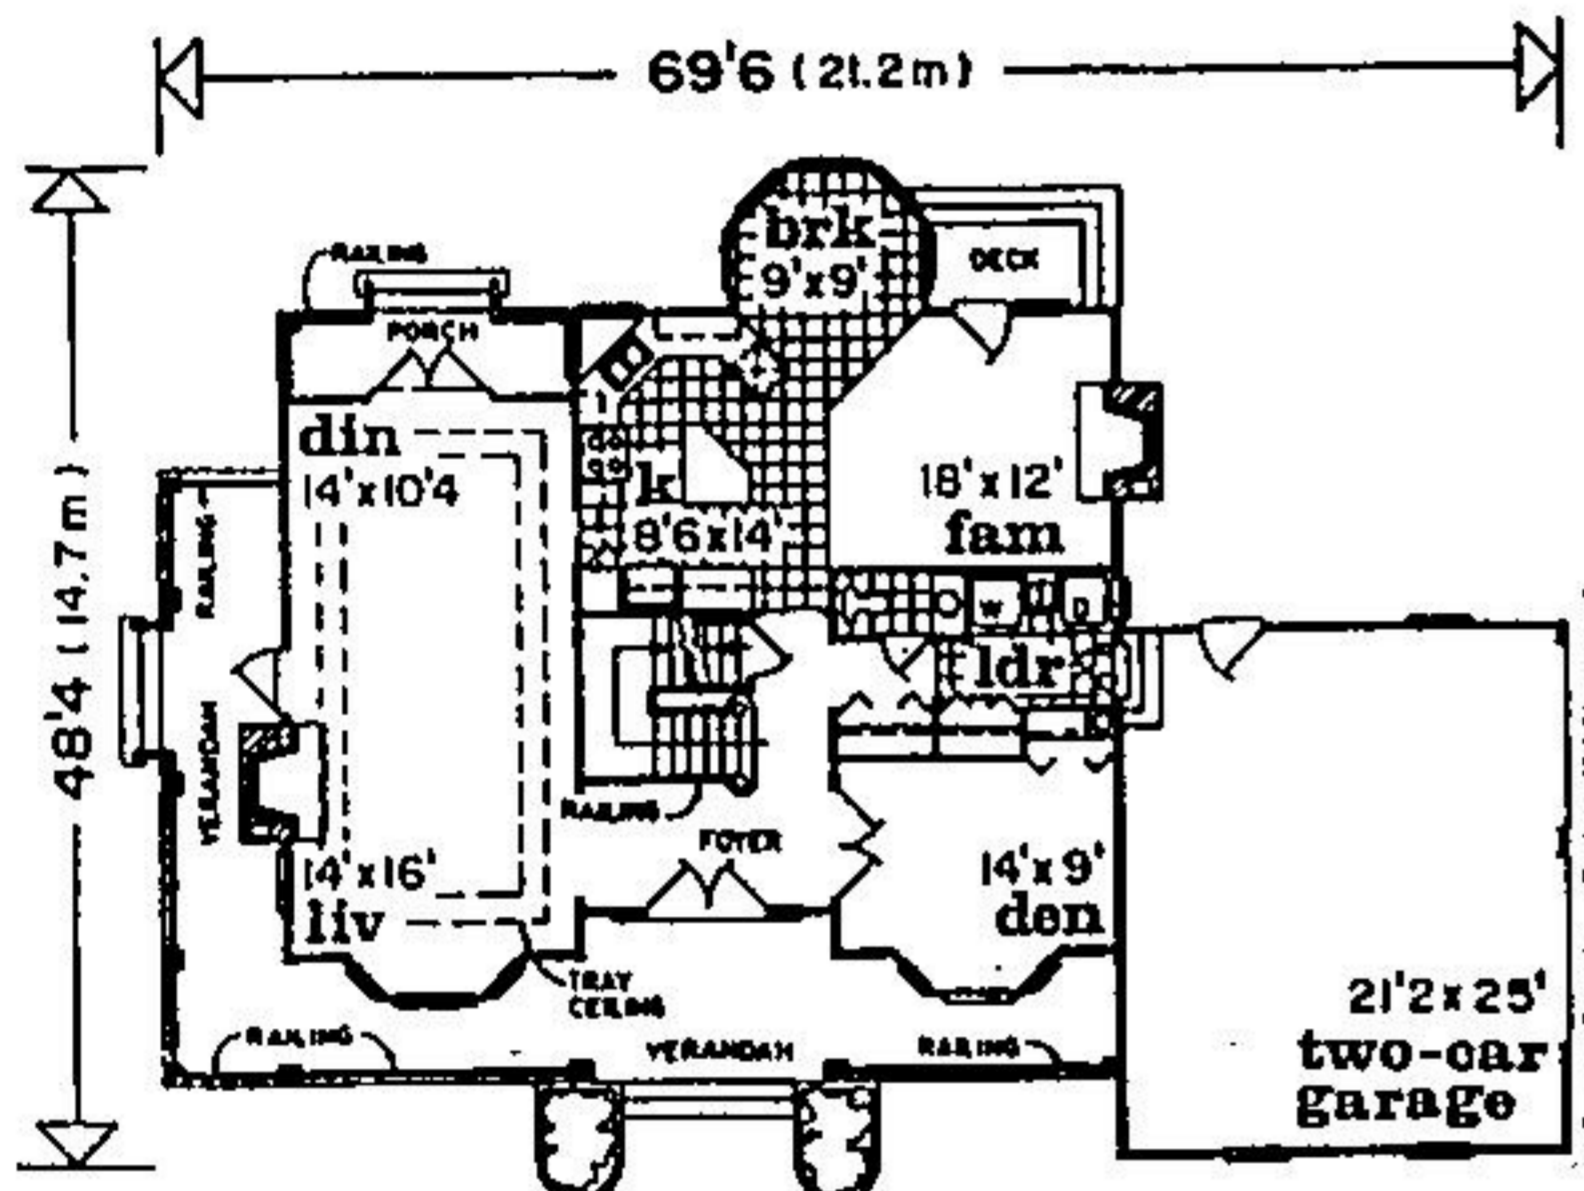 69'6 (21.2m)
48'4 (14.7m)
brk
9'x9'
DECK
RAILING
PORCH
din
14'x10'4
k
8'6x14'
18'x12'
fam
RAILING
VERANDAH
W
D
ldr
RAILING
FOYER
14'x16'
liv
14'x9'
den
TRAY
CEILING
21'2x25'
two-car
garage
RAILING
VERANDAH
RAILING